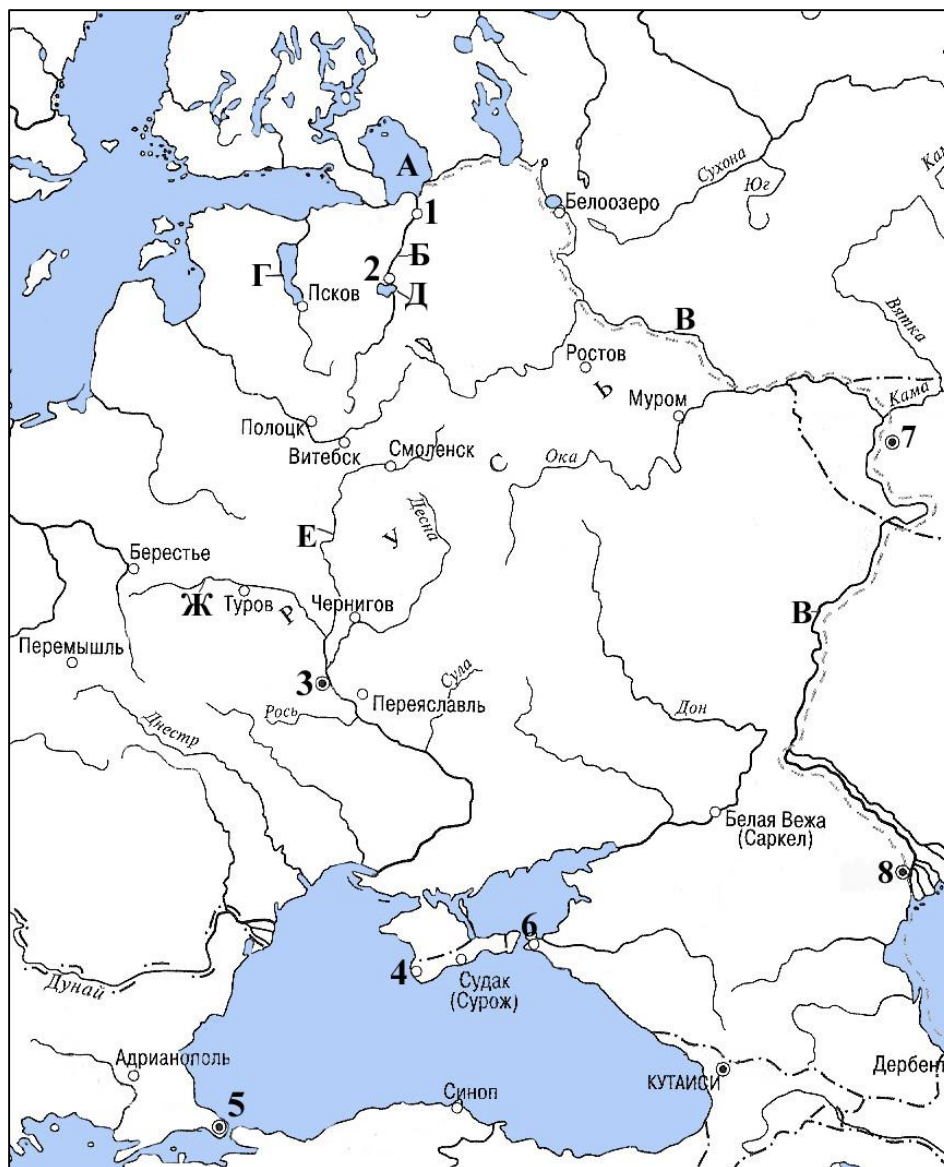 А
1
Белоозеро
Сухона
Юг
Кам
Б
2
Г
Псков
Д
В
Вятка
Ростов
Ь
Муром
Кама
7
Полоцк
Витебск
Смоленск
С
Ока
Десна
Е
У
Берестье
Ж
Туров
Р
Чернигов
В
Перемышль
3
Переяславль
Сула
Рось
Днестр
Дон
Белая Вежа
(Саркел)
8
6
4
Судак
(Сурож)
Дунай
Адрианополь
5
Синоп
КУТАИСИ
Дербент